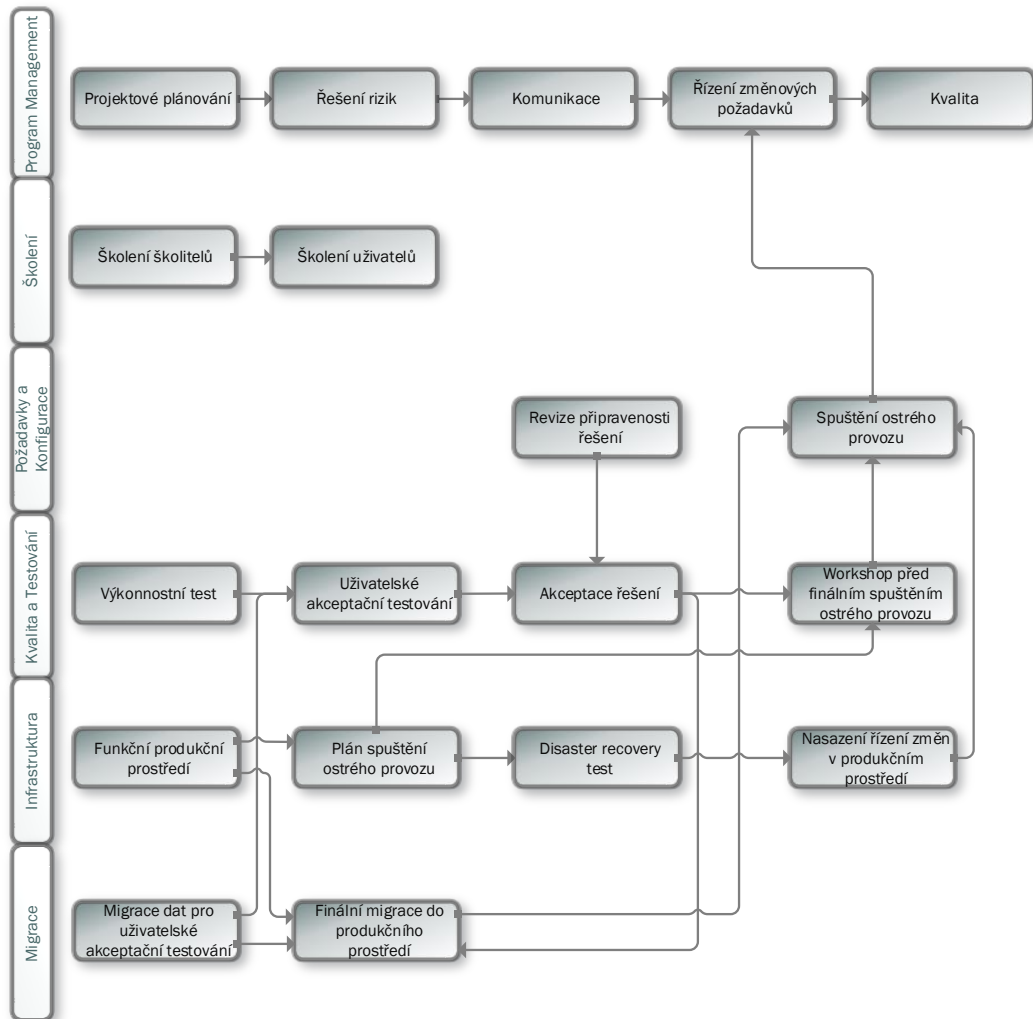 Program Management
Projektové plánování
Řešení rizik
Komunikace
Řízení změnových
požadavků
Kvalita
Školení
Školení školitelů
Školení uživatelů
Požadavky a
Konfigurace
Revize připravenosti
řešení
Spuštění ostrého
provozu
Kvalita a Testování
Výkonnostní test
Uživatelské
akceptační testování
Akceptace řešení
Workshop před
finálním spuštěním
ostrého provozu
Infrastruktura
Funkční produkční
prostředí
Plán spuštění
ostrého provozu
Disaster recovery
test
Nasazení řízení změn
v produkčním
prostředí
Migrace
Migrace dat pro
uživatelské
akceptační testování
Finální migrace do
produkčního
prostředí